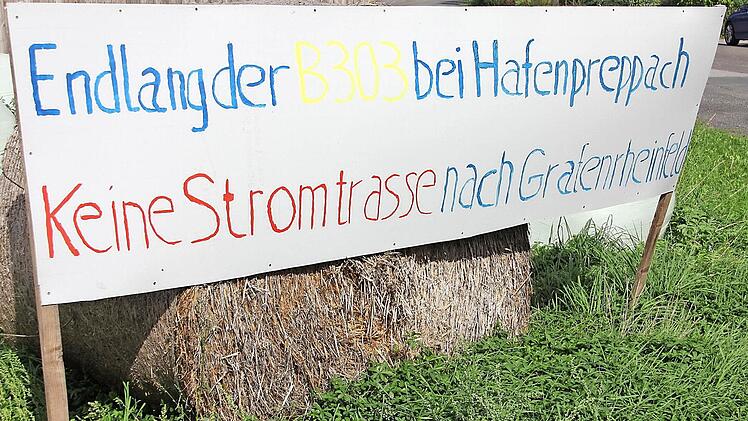 Endlang der B303 bei Hafenpreppach
Keine Stromtrasse nach Grafenrheinfeld